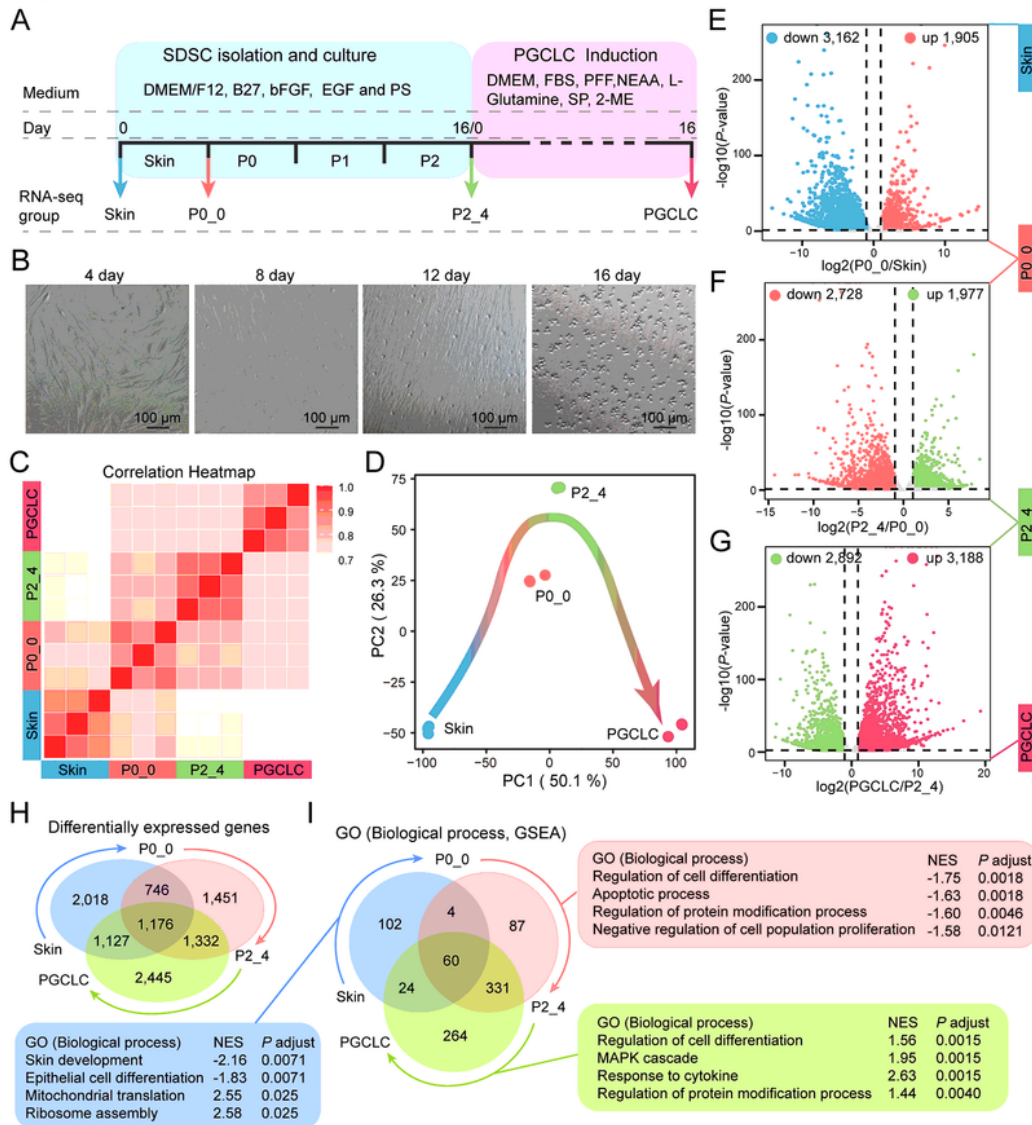 A
SDSC isolation and culture
PGCLC Induction
Medium
DMEM/F12, B27, bFGF, EGF and PS
DMEM, FBS, PFF,NEAA, L-
Glutamine, SP, 2-ME
Day
0
16/0
16
Skin
P0
P1
P2
RNA-seq
group
Skin
P0_0
P2_4
PGCLC
B
4 day
8 day
12 day
16 day
100 µm
100 µm
100 µm
100 µm
C
Correlation Heatmap
PGCLC
P2_4
P0_0
Skin
1.0
0.9
0.8
0.7
Skin
P0_0
P2_4
PGCLC
D
75
50
25
0
−25
−50
PC2 ( 26.3 % )
P2_4
P0_0
Skin
PGCLC
−100
−50
0
50
100
PC1 ( 50.1 % )
E
down 3,162
up 1,905
200
100
0
-log10(P-value)
−10
0
10
log2(P0_0/Skin)
Skin
P0_0
F
down 2,728
up 1,977
200
100
0
-log10(P-value)
−15
−10
−5
0
5
10
log2(P2_4/P0_0)
P2_4
G
down 2,892
up 3,188
200
100
0
-log10(P-value)
−10
0
10
20
log2(PGCLC/P2_4)
PGCLC
H
Differentially expressed genes
P0_0
2,018
746
1,451
1,176
1,127
1,332
Skin
P2_4
PGCLC
2,445
GO (Biological process) NES P adjust
Skin development -2.16 0.0071
Epithelial cell differentiation -1.83 0.0071
Mitochondrial translation 2.55 0.025
Ribosome assembly 2.58 0.025
I
GO (Biological process, GSEA)
P0_0
102
4
87
60
24
331
Skin
P2_4
PGCLC
264
GO (Biological process) NES P adjust
Regulation of cell differentiation -1.75 0.0018
Apoptotic process -1.63 0.0018
Regulation of protein modification process -1.60 0.0046
Negative regulation of cell population proliferation -1.58 0.0121
GO (Biological process) NES P adjust
Regulation of cell differentiation 1.56 0.0015
MAPK cascade 1.95 0.0015
Response to cytokine 2.63 0.0015
Regulation of protein modification process 1.44 0.0040